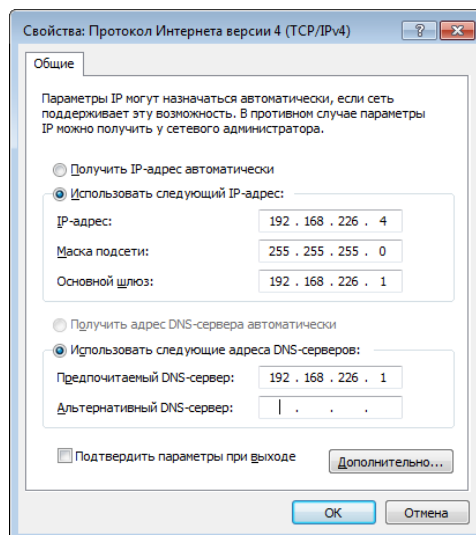 Свойства: Протокол Интернета версии 4 (TCP/IPv4)
Общие
Параметры IP могут назначаться автоматически, если сеть
поддерживает эту возможность. В противном случае параметры
IP можно получить у сетевого администратора.
Получить IP-адрес автоматически
Использовать следующий IP-адрес:
IP-адрес: 192 . 168 . 226 . 4
Маска подсети: 255 . 255 . 255 . 0
Основной шлюз: 192 . 168 . 226 . 1
Получить адрес DNS-сервера автоматически
Использовать следующие адреса DNS-серверов:
Предпочитаемый DNS-сервер: 192 . 168 . 226 . 1
Альтернативный DNS-сервер: . . .
Подтвердить параметры при выходе
Дополнительно...
ОК
Отмена